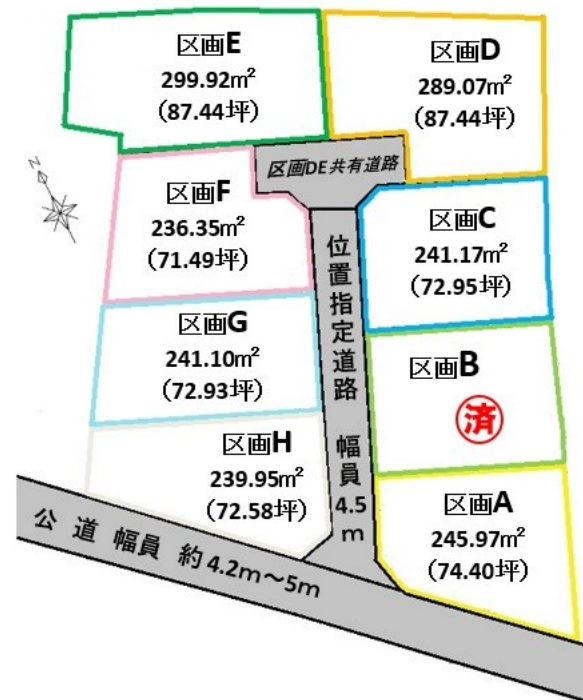 区画E
299.92m²
(87.44坪)
区画D
289.07m²
(87.44坪)
N
区画DE共有道路
区画F
236.35m²
(71.49坪)
区画C
241.17m²
(72.95坪)
位置指定道路 幅員 4.5m
区画G
241.10m²
(72.93坪)
区画B
済
区画H
239.95m²
(72.58坪)
区画A
245.97m²
(74.40坪)
公道 幅員 約4.2m～5m